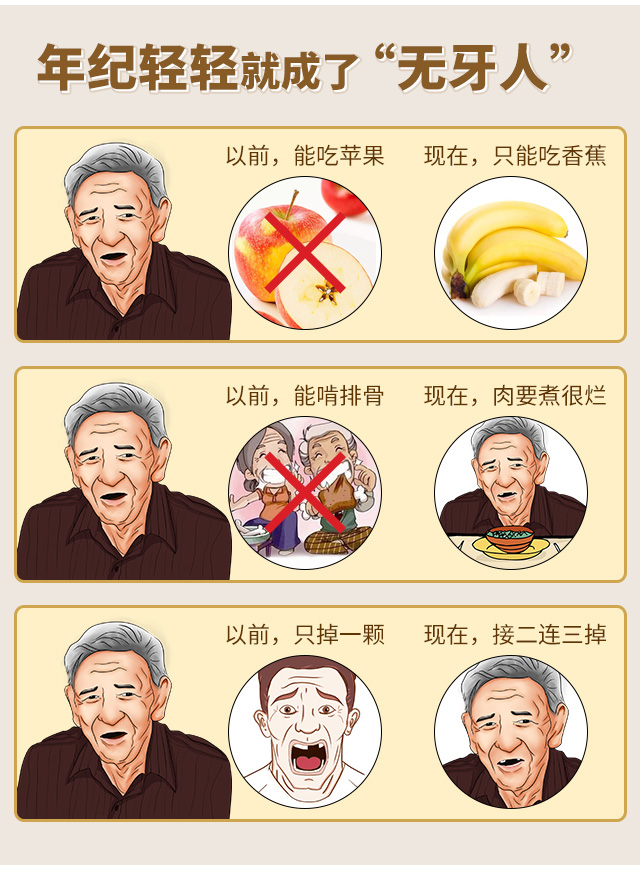 年纪轻轻就成了“无牙人”
以前，能吃苹果
现在，只能吃香蕉
以前，能啃排骨
现在，肉要煮很烂
以前，只掉一颗
现在，接二连三掉